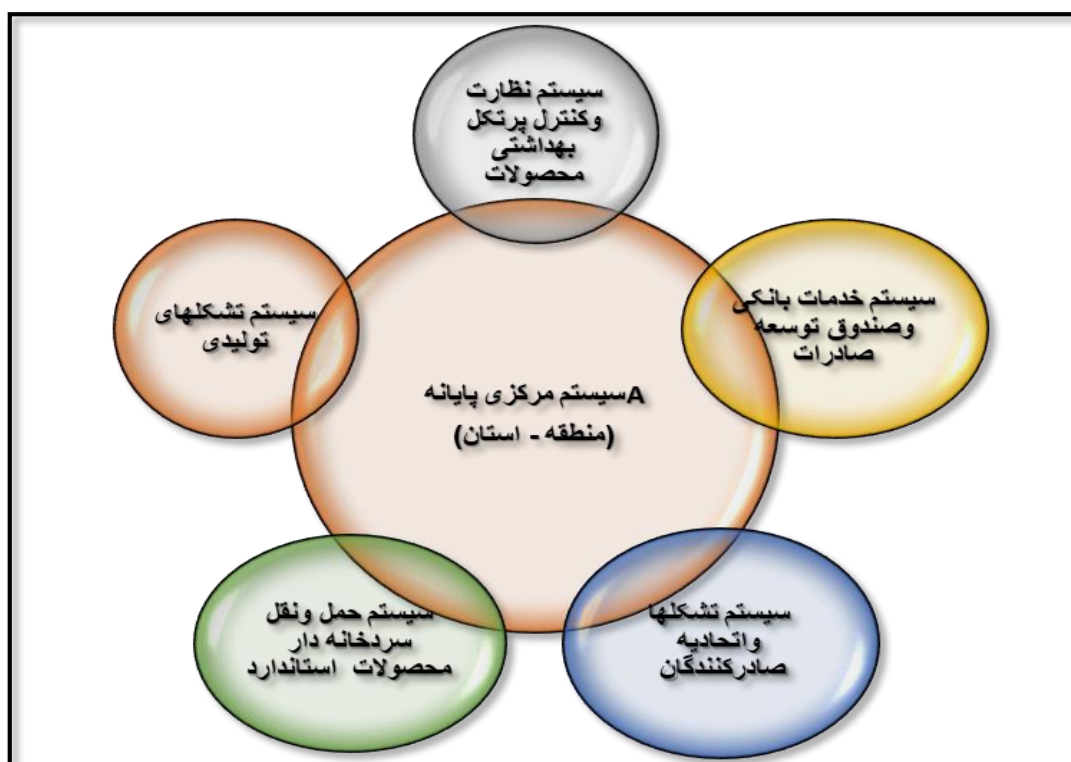 سیستم نظارت
وکنترل پرتکل
بهداشتی
محصولات
سیستم خدمات بانکی
وصندوق توسعه
صادرات
سیستم تشکلهای
تولیدی
Aسیستم مرکزی پایانه
(منطقه - استان)
سیستم تشکلها
واتحادیه
صادرکنندگان
سیستم حمل ونقل
سردخانه دار
محصولات استاندارد